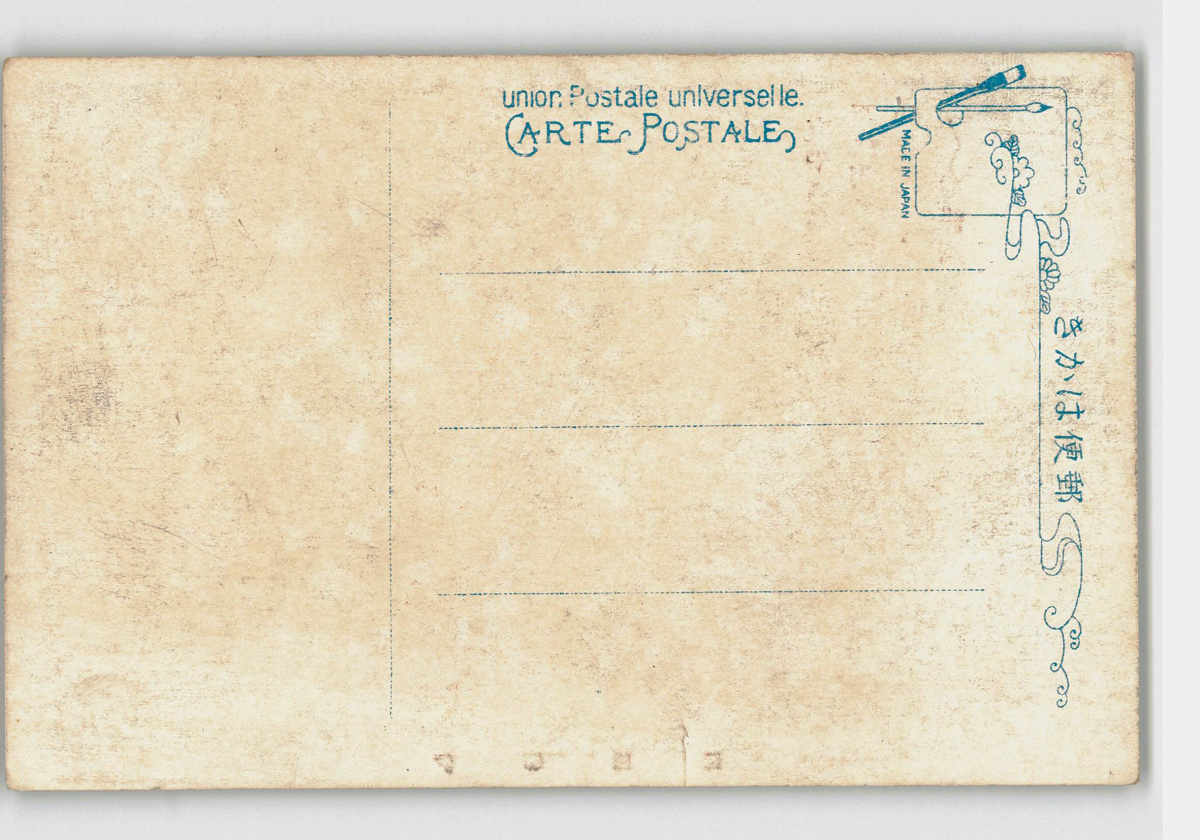 union Postale universelle.
CARTE POSTALE
MADE IN JAPAN
郵便はかき